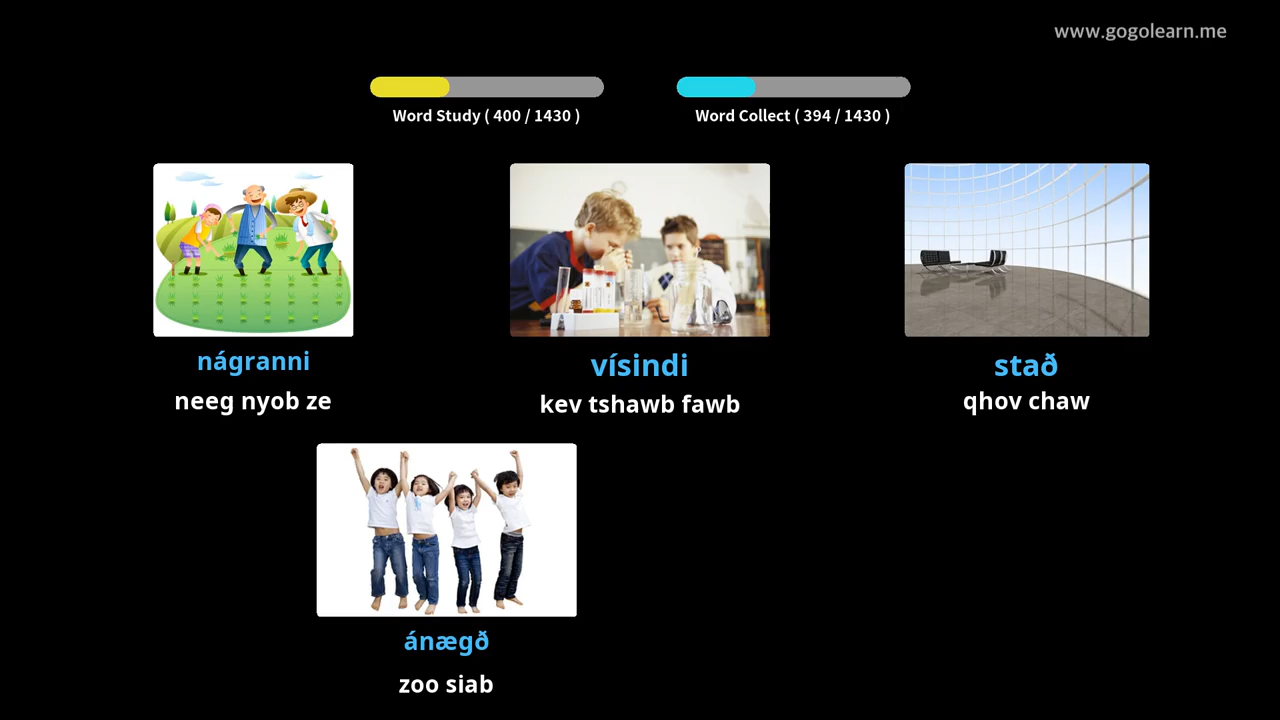 www.gogolearn.me
Word Study ( 400 / 1430 )
Word Collect ( 394 / 1430 )
nágranni
neeg nyob ze
vísindi
kev tshawb fawb
stað
qhov chaw
ánægð
zoo siab